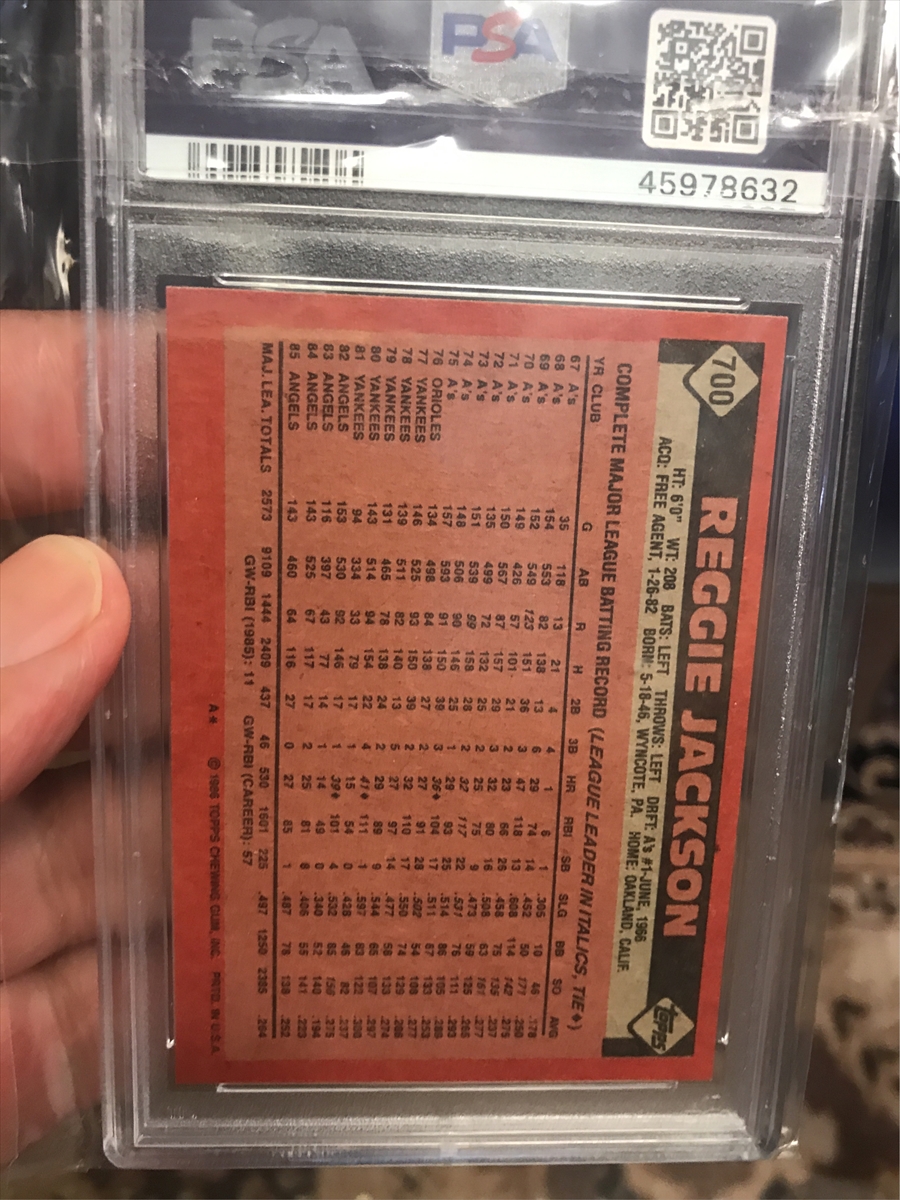 PSA
PSA
45978632
700
REGGIE JACKSON
topps
HT: 6'0" WT: 208 BATS: LEFT THROWS: LEFT DRFT: A's #1-JUNE, 1966
ACQ: FREE AGENT, 1-26-82 BORN: 5-18-46, WYNCOTE, PA. HOME: OAKLAND, CALIF.
COMPLETE MAJOR LEAGUE BATTING RECORD (LEAGUE LEADER IN ITALICS, TIE ♦)
YR CLUB G AB R H 2B 3B HR RBI SB SLG BB SO AVG
67 A's 35 118 13 21 4 4 1 6 1 .305 10 46 .178
68 A's 154 553 82 138 13 6 29 74 14 .452 50 171 .250
69 A's 152 549 123 151 36 3 47 118 13 .608 114 142 .275
70 A's 149 426 57 101 21 2 23 66 26 .458 75 135 .237
71 A's 150 567 87 157 29 3 32 80 16 .508 63 161 .277
72 A's 135 499 72 132 25 2 25 75 9 .473 59 125 .265
73 A's 151 539 99 158 28 2 32 117 22 .531 76 111 .293
74 A's 148 506 90 146 25 1 29 93 25 .514 86 105 .289
75 A's 157 593 91 150 39 3 36♦ 104 17 .511 67 133 .253
76 ORIOLES 134 498 84 138 27 2 27 91 28 .502 54 108 .277
77 YANKEES 146 525 93 150 39 2 32 110 17 .550 74 129 .286
78 YANKEES 139 511 82 140 13 5 27 97 14 .477 58 133 .274
79 YANKEES 131 465 78 138 24 2 29 89 9 .544 65 107 .297
80 YANKEES 143 514 94 154 22 4 41♦ 111 1 .597 83 122 .300
81 YANKEES 94 334 33 79 17 1 15 54 0 .428 46 82 .237
82 ANGELS 153 530 92 146 17 1 39♦ 101 4 .532 85 156 .275
83 ANGELS 116 397 43 77 14 1 14 49 0 .340 52 140 .194
84 ANGELS 143 525 67 117 17 2 25 81 8 .406 55 141 .223
85 ANGELS 143 460 64 116 27 0 27 85 1 .487 78 138 .252
MAJ. LEA. TOTALS 2573 9109 1444 2409 437 46 530 1601 225 .497 1250 2385 .264
GW-RBI (1985): 11 GW-RBI (CAREER): 57
A* © 1986 TOPPS CHEWING GUM, INC. PRTD. IN U.S.A.